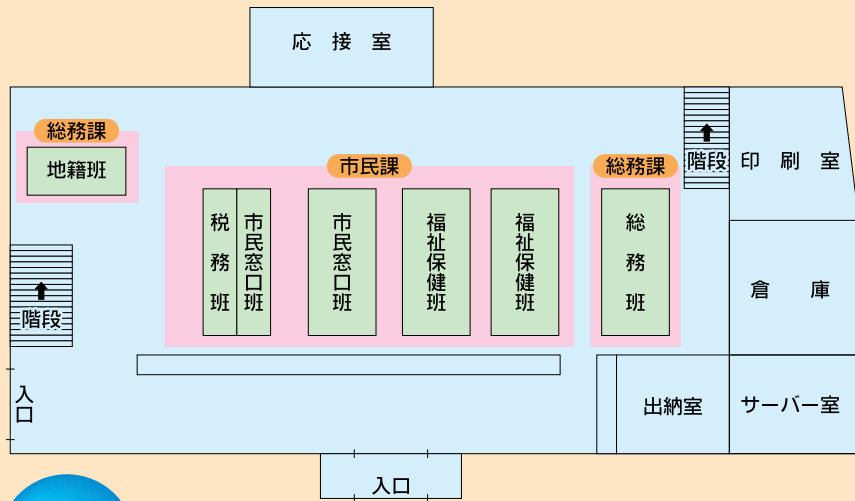 応接室
総務課
地籍班
市民課
総務課
階段
印刷室
税務班
市民窓口班
市民窓口班
福祉保健班
福祉保健班
総務班
倉庫
階段
入口
出納室
サーバー室
入口